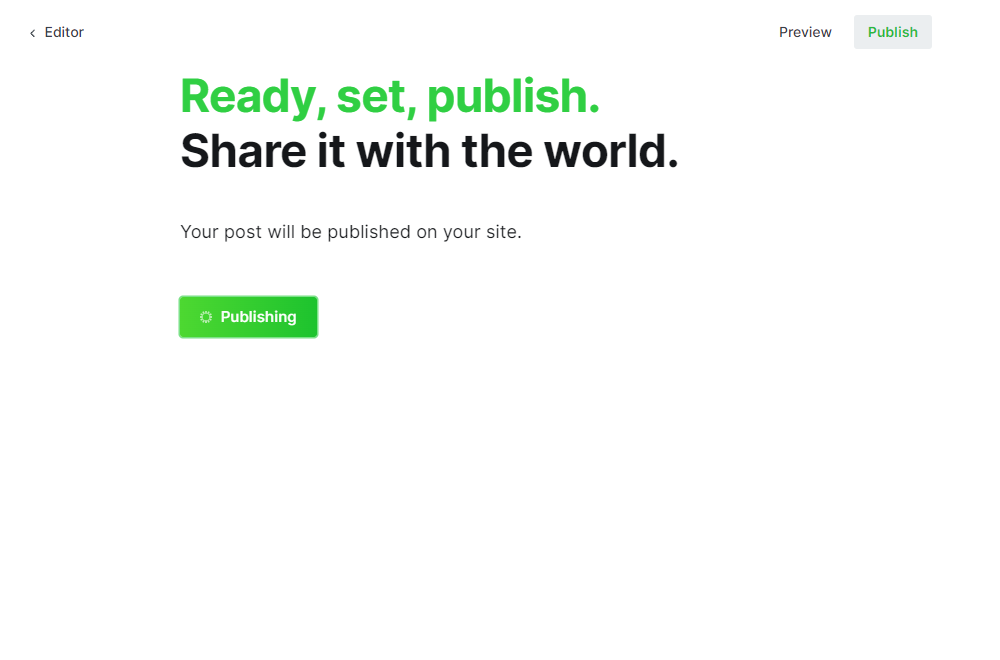 Editor
Preview
Publish
Ready, set, publish.
Share it with the world.
Your post will be published on your site.
Publishing